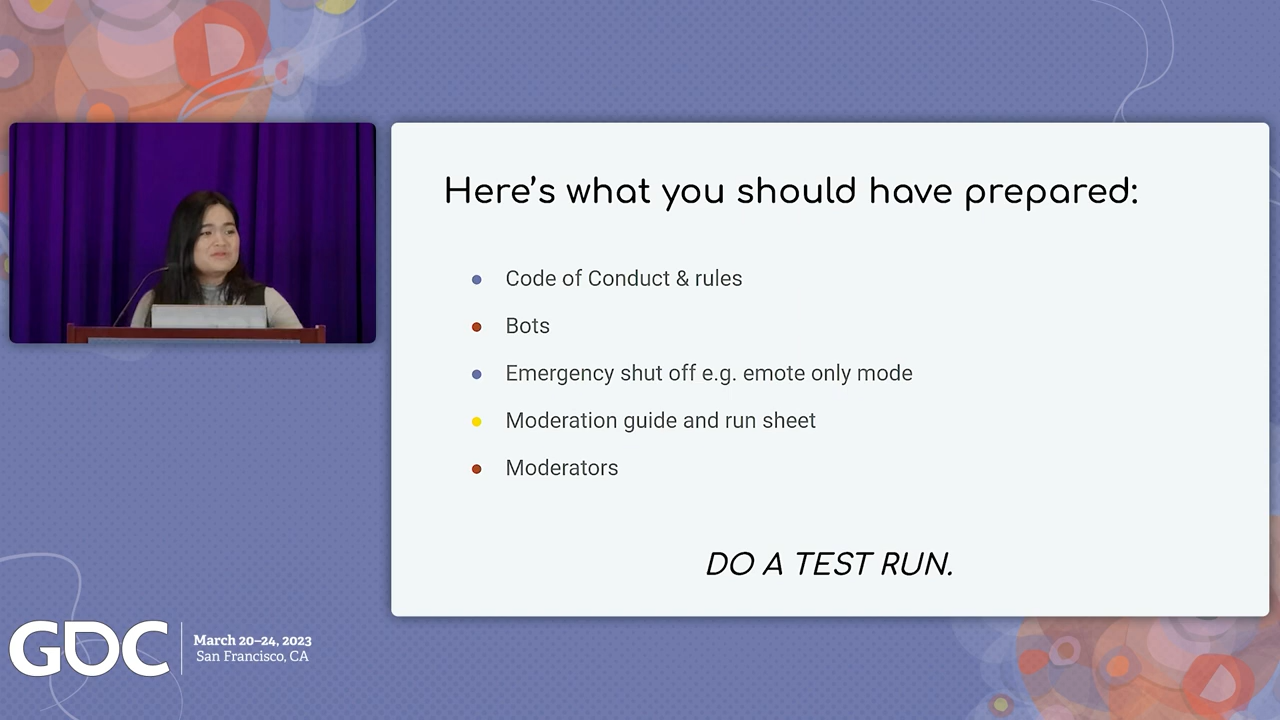 Here's what you should have prepared:
Code of Conduct & rules
Bots
Emergency shut off e.g. emote only mode
Moderation guide and run sheet
Moderators
DO A TEST RUN.
GDC
March 20–24, 2023
San Francisco, CA